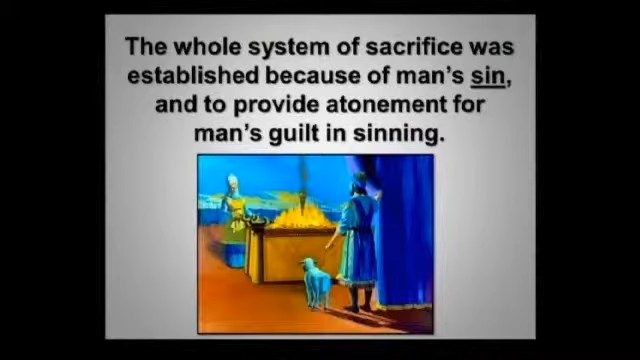 The whole system of sacrifice was
established because of man's sin,
and to provide atonement for
man's guilt in sinning.